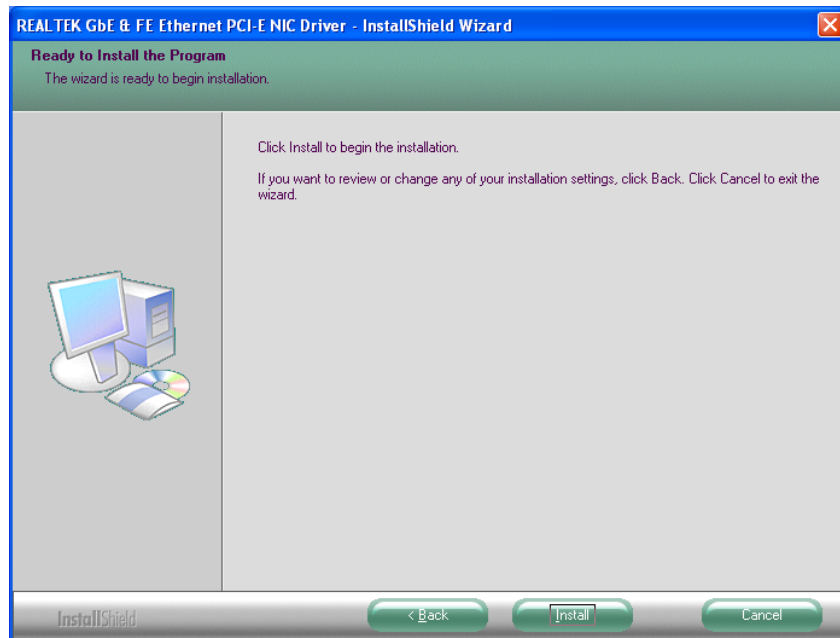 REALTEK GbE & FE Ethernet PCI-E NIC Driver - InstallShield Wizard
Ready to Install the Program
The wizard is ready to begin installation.
Click Install to begin the installation.
If you want to review or change any of your installation settings, click Back. Click Cancel to exit the
wizard.
InstallShield
< Back
Install
Cancel